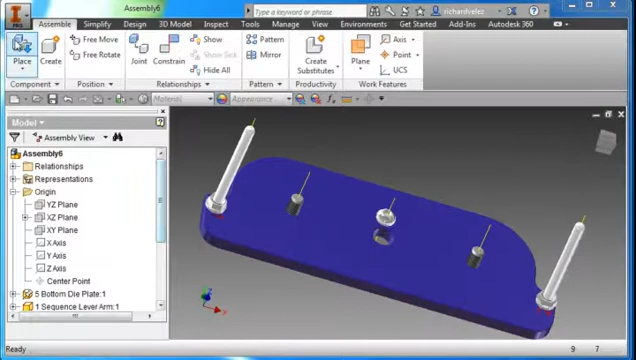 Assembly6
Type a keyword or phrase
richardvelez
PRO
Assemble Simplify Design 3D Model Inspect Tools Manage View Environments Get Started Add-Ins Autodesk 360
Place
Create
Free Move
Free Rotate
Joint
Constrain
Show
Show Sick
Hide All
Pattern
Mirror
Create
Substitutes
Plane
Axis
Point
UCS
Component Position Relationships Pattern Productivity Work Features
Material Appearance
Model
Assembly View
Assembly6
Relationships
Representations
Origin
YZ Plane
XZ Plane
XY Plane
X Axis
Y Axis
Z Axis
Center Point
5 Bottom Die Plate:1
1 Sequence Lever Arm:1
Ready
9 7